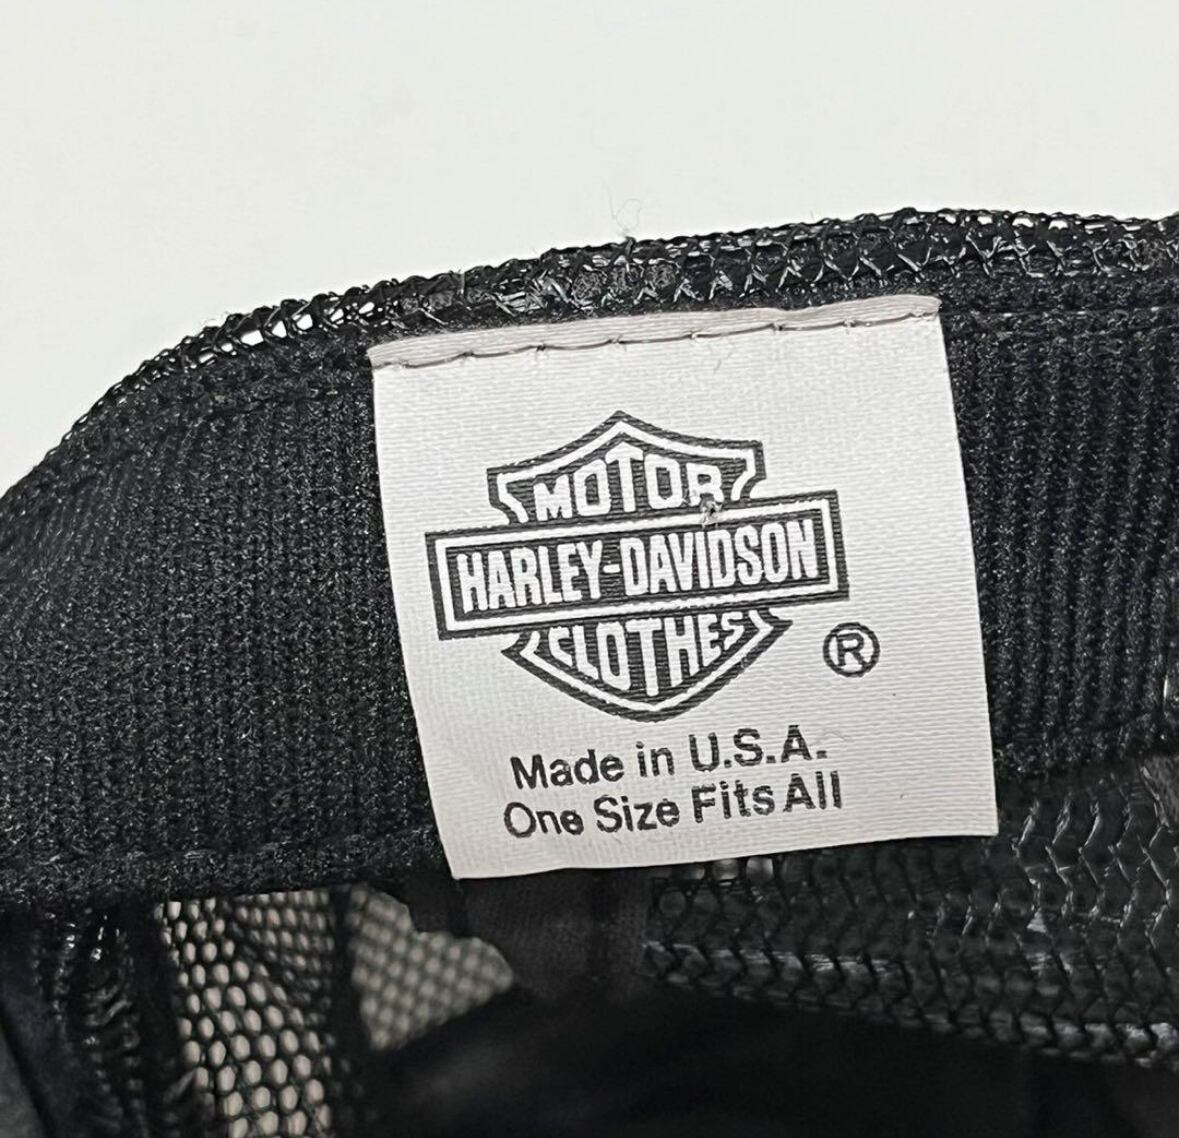 MOTOR
HARLEY-DAVIDSON
CLOTHES
®
Made in U.S.A.
One Size Fits All